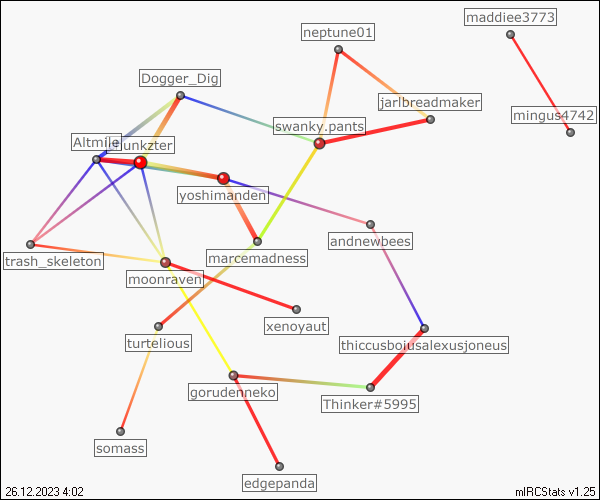 maddiee3773
neptune01
Dogger_Dig
jarlbreadmaker
mingus4742
swanky.pants
Altmile
yoshimanden
andnewbees
marcemadness
trash_skeleton
moonraven
xenoyaut
turtelious
thiccusboiusalexusjoneus
gorudenneko
Thinker#5995
somass
edgepanda
26.12.2023 4:02
mIRCStats v1.25